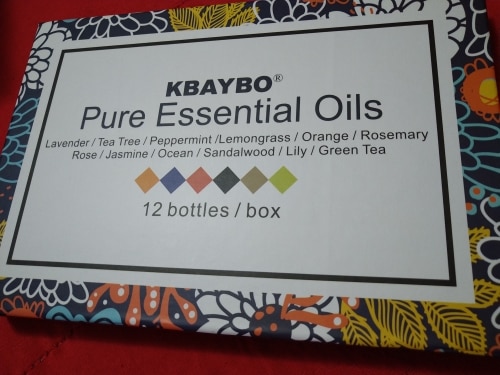 KBAYBO®
Pure Essential Oils
Lavender / Tea Tree / Peppermint /Lemongrass / Orange / Rosemary
Rose / Jasmine / Ocean / Sandalwood / Lily / Green Tea
12 bottles / box